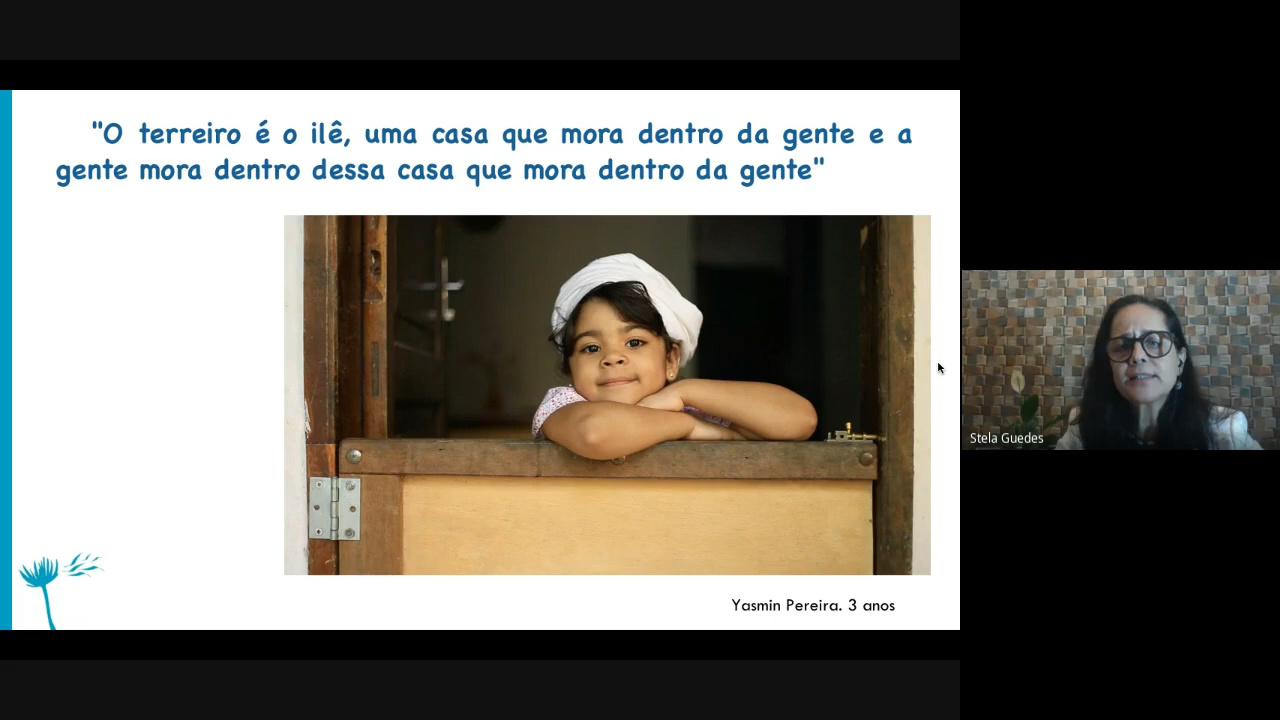 "O terreiro é o ilê, uma casa que mora dentro da gente e a
gente mora dentro dessa casa que mora dentro da gente"
Stela Guedes
Yasmin Pereira. 3 anos